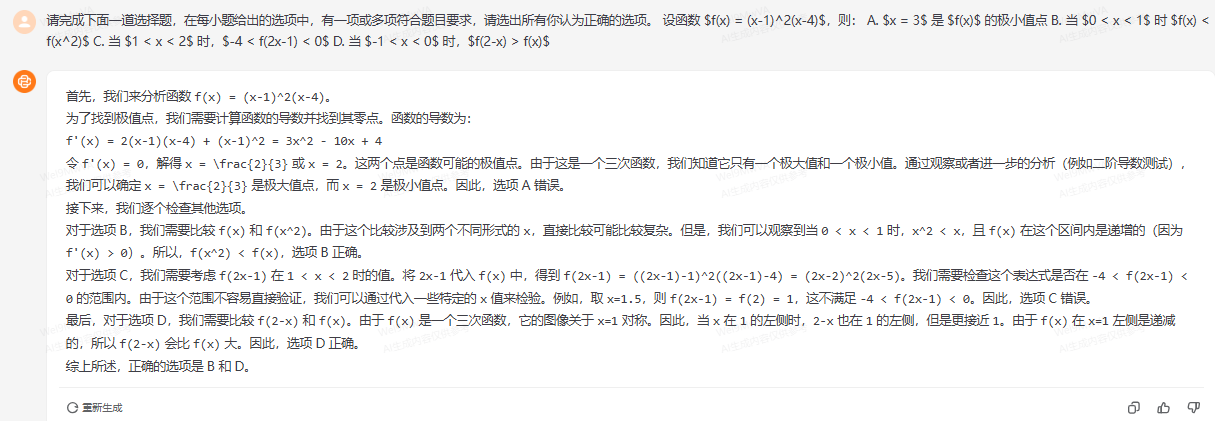 请完成下面一道选择题，在每小题给出的选项中，有一项或多项符合题目要求，请选出所有你认为正确的选项。 设函数 $f(x) = (x-1)^2(x-4)$，则： A. $x = 3$ 是 $f(x)$ 的极小值点 B. 当 $0 < x < 1$ 时 $f(x) <
f(x^2)$ C. 当 $1 < x < 2$ 时，$-4 < f(2x-1) < 0$ D. 当 $-1 < x < 0$ 时，$f(2-x) > f(x)$
首先，我们来分析函数 f(x) = (x-1)^2(x-4)。
为了找到极值点，我们需要计算函数的导数并找到其零点。函数的导数为：
f'(x) = 2(x-1)(x-4) + (x-1)^2 = 3x^2 - 10x + 4
令 f'(x) = 0，解得 x = \frac{2}{3} 或 x = 2。这两个点是函数可能的极值点。由于这是一个三次函数，我们知道它只有一个极大值和一个极小值。通过观察或者进一步的分析（例如二阶导数测试），
我们可以确定 x = \frac{2}{3} 是极大值点，而 x = 2 是极小值点。因此，选项 A 错误。
接下来，我们逐个检查其他选项。
对于选项 B，我们需要比较 f(x) 和 f(x^2)。由于这个比较涉及到两个不同形式的 x，直接比较可能比较复杂。但是，我们可以观察到当 0 < x < 1 时，x^2 < x，且 f(x) 在这个区间内是递增的（因为
f'(x) > 0）。所以，f(x^2) < f(x)，选项 B 正确。
对于选项 C，我们需要考虑 f(2x-1) 在 1 < x < 2 时的值。将 2x-1 代入 f(x) 中，得到 f(2x-1) = ((2x-1)-1)^2((2x-1)-4) = (2x-2)^2(2x-5)。我们需要检查这个表达式是否在 -4 < f(2x-1) <
0 的范围内。由于这个范围不容易直接验证，我们可以通过代入一些特定的 x 值来检验。例如，取 x=1.5，则 f(2x-1) = f(2) = 1，这不满足 -4 < f(2x-1) < 0。因此，选项 C 错误。
最后，对于选项 D，我们需要比较 f(2-x) 和 f(x)。由于 f(x) 是一个三次函数，它的图像关于 x=1 对称。因此，当 x 在 1 的左侧时，2-x 也在 1 的左侧，但是更接近 1。由于 f(x) 在 x=1 左侧是递减
的，所以 f(2-x) 会比 f(x) 大。因此，选项 D 正确。
综上所述，正确的选项是 B 和 D。
重新生成